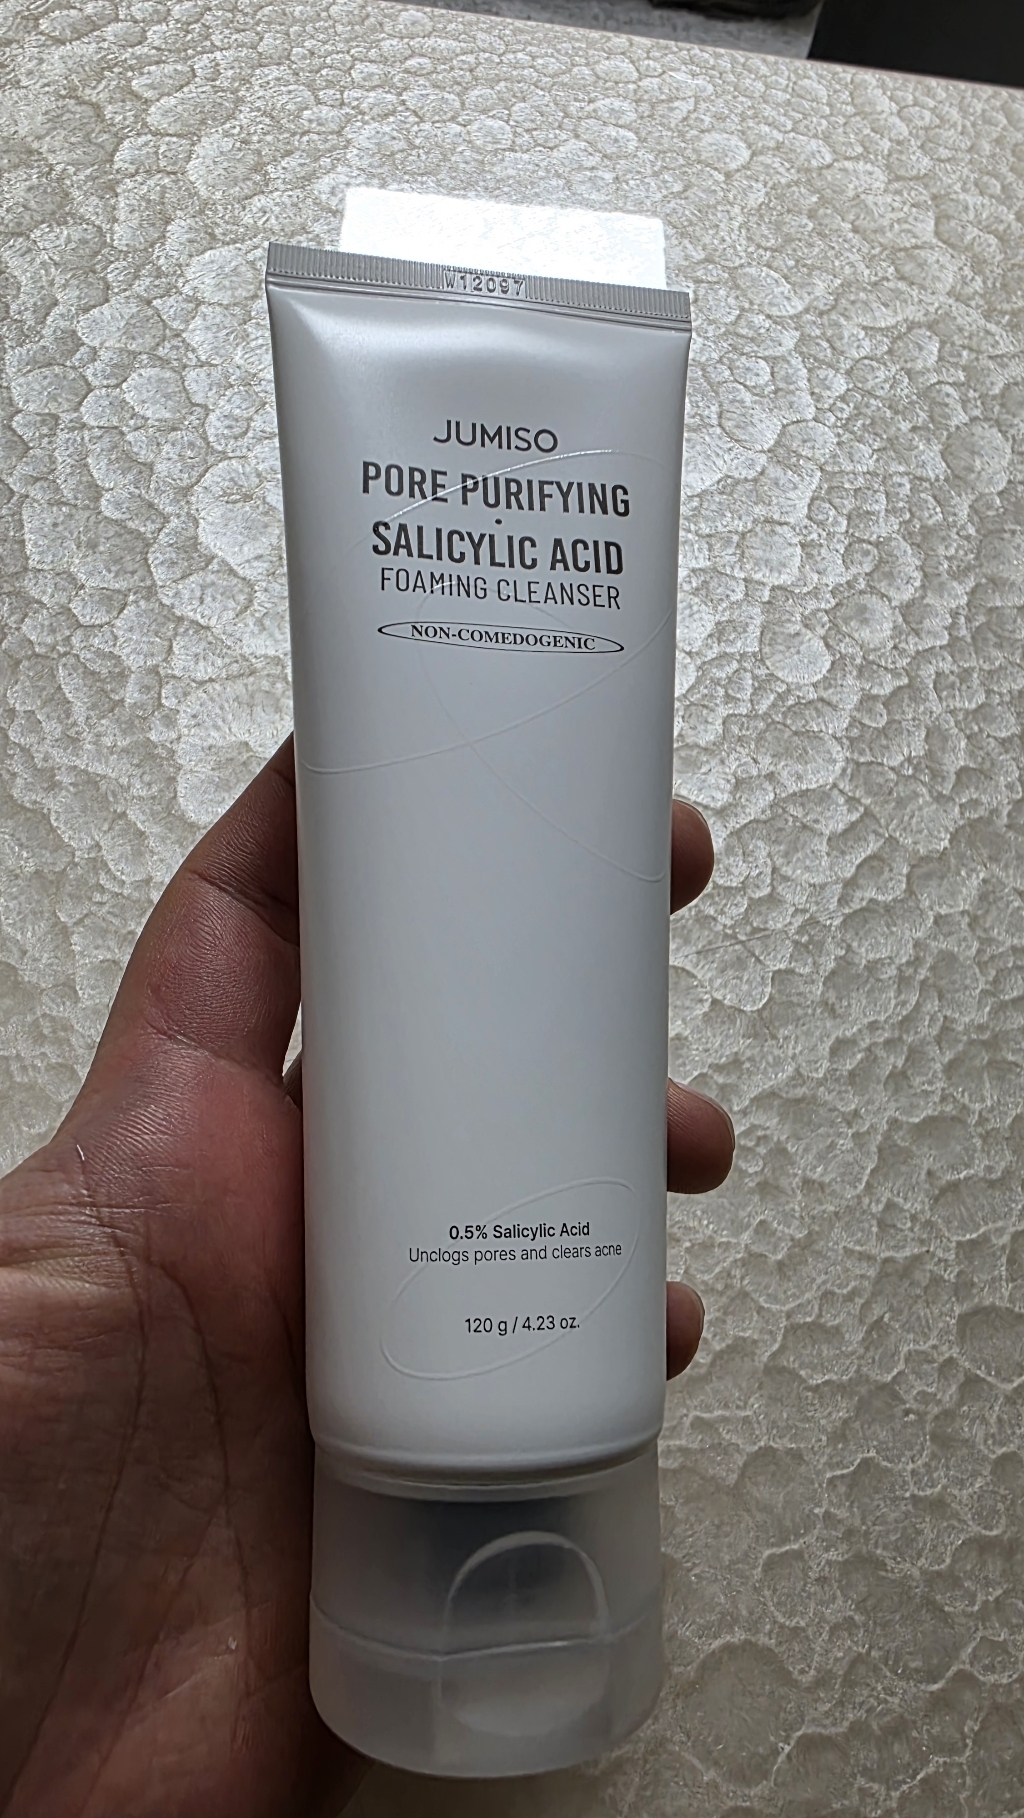 W12097
JUMISO
PORE PURIFYING
SALICYLIC ACID
FOAMING CLEANSER
NON-COMEDOGENIC
0.5% Salicylic Acid
Unclogs pores and clears acne
120 g / 4.23 oz.